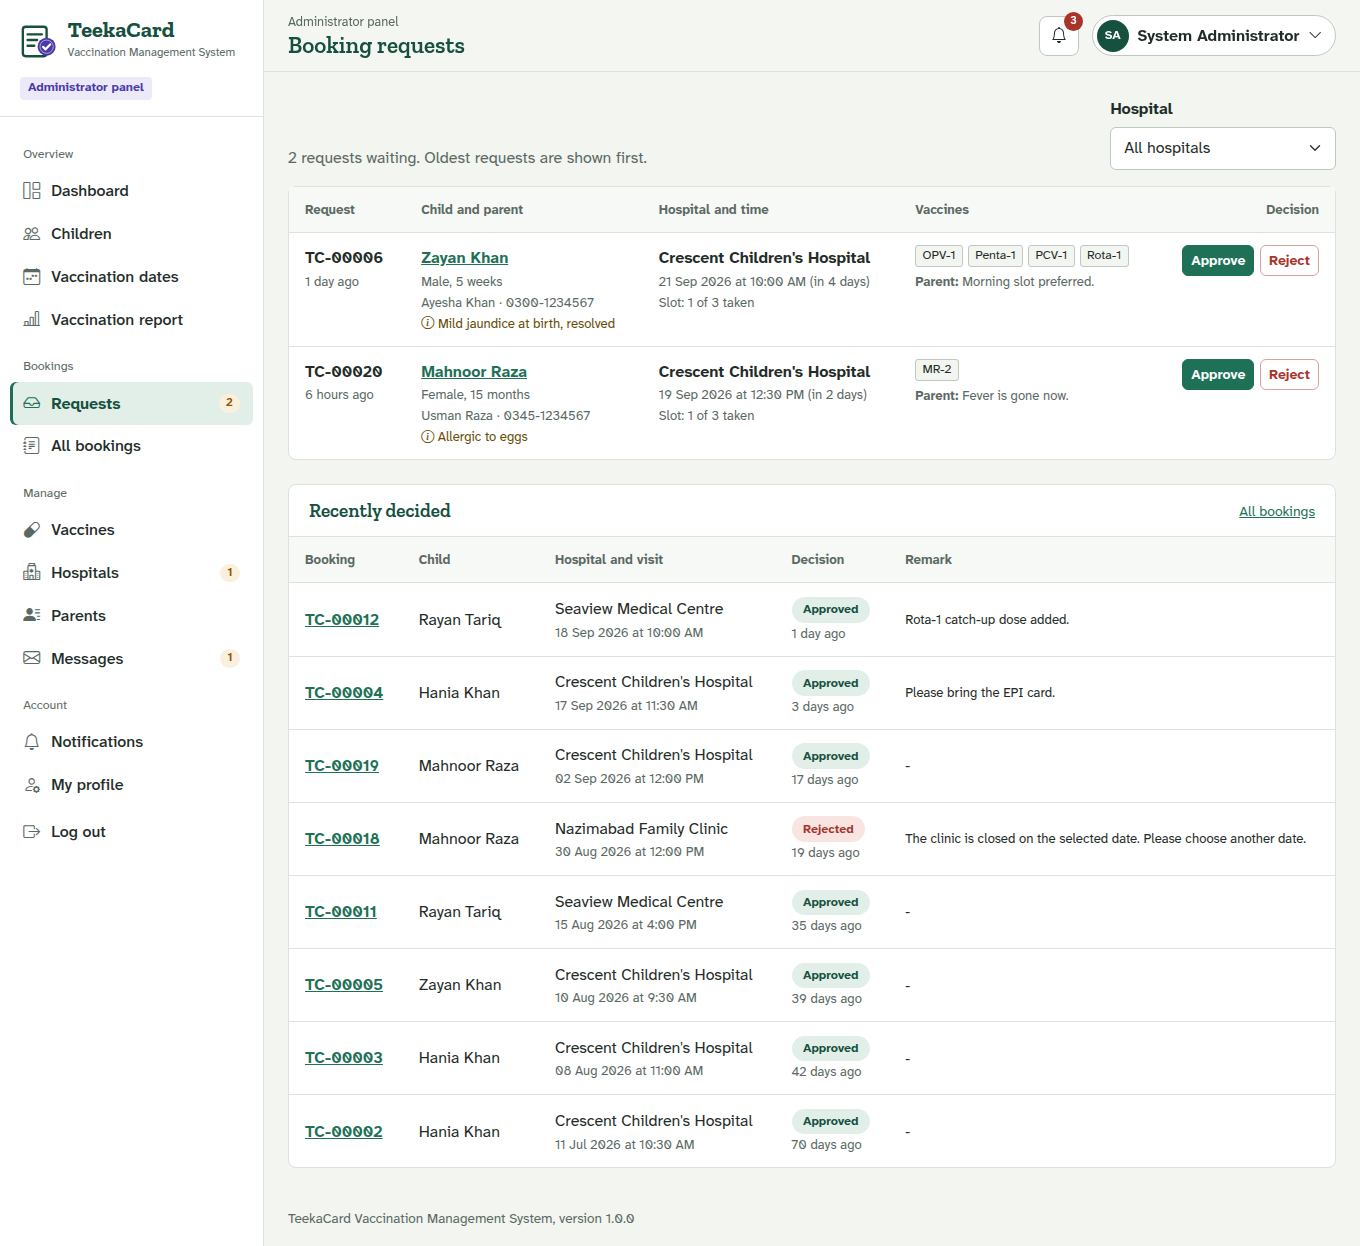 TeekaCard
Vaccination Management System
Administrator panel
Overview
Dashboard
Children
Vaccination dates
Vaccination report
Bookings
Requests 2
All bookings
Manage
Vaccines
Hospitals 1
Parents
Messages 1
Account
Notifications
My profile
Log out
Administrator panel
Booking requests
3
SA System Administrator
Hospital
All hospitals
2 requests waiting. Oldest requests are shown first.
Request Child and parent Hospital and time Vaccines Decision
TC-00006 Zayan Khan Crescent Children's Hospital OPV-1 Penta-1 PCV-1 Rota-1 Approve Reject
1 day ago Male, 5 weeks 21 Sep 2026 at 10:00 AM (in 4 days) Parent: Morning slot preferred.
Ayesha Khan · 0300-1234567 Slot: 1 of 3 taken
Mild jaundice at birth, resolved
TC-00020 Mahnoor Raza Crescent Children's Hospital MR-2 Approve Reject
6 hours ago Female, 15 months 19 Sep 2026 at 12:30 PM (in 2 days) Parent: Fever is gone now.
Usman Raza · 0345-1234567 Slot: 1 of 3 taken
Allergic to eggs
Recently decided All bookings
Booking Child Hospital and visit Decision Remark
TC-00012 Rayan Tariq Seaview Medical Centre Approved Rota-1 catch-up dose added.
18 Sep 2026 at 10:00 AM 1 day ago
TC-00004 Hania Khan Crescent Children's Hospital Approved Please bring the EPI card.
17 Sep 2026 at 11:30 AM 3 days ago
TC-00019 Mahnoor Raza Crescent Children's Hospital Approved -
02 Sep 2026 at 12:00 PM 17 days ago
TC-00018 Mahnoor Raza Nazimabad Family Clinic Rejected The clinic is closed on the selected date. Please choose another date.
30 Aug 2026 at 12:00 PM 19 days ago
TC-00011 Rayan Tariq Seaview Medical Centre Approved -
15 Aug 2026 at 4:00 PM 35 days ago
TC-00005 Zayan Khan Crescent Children's Hospital Approved -
10 Aug 2026 at 9:30 AM 39 days ago
TC-00003 Hania Khan Crescent Children's Hospital Approved -
08 Aug 2026 at 11:00 AM 42 days ago
TC-00002 Hania Khan Crescent Children's Hospital Approved -
11 Jul 2026 at 10:30 AM 70 days ago
TeekaCard Vaccination Management System, version 1.0.0